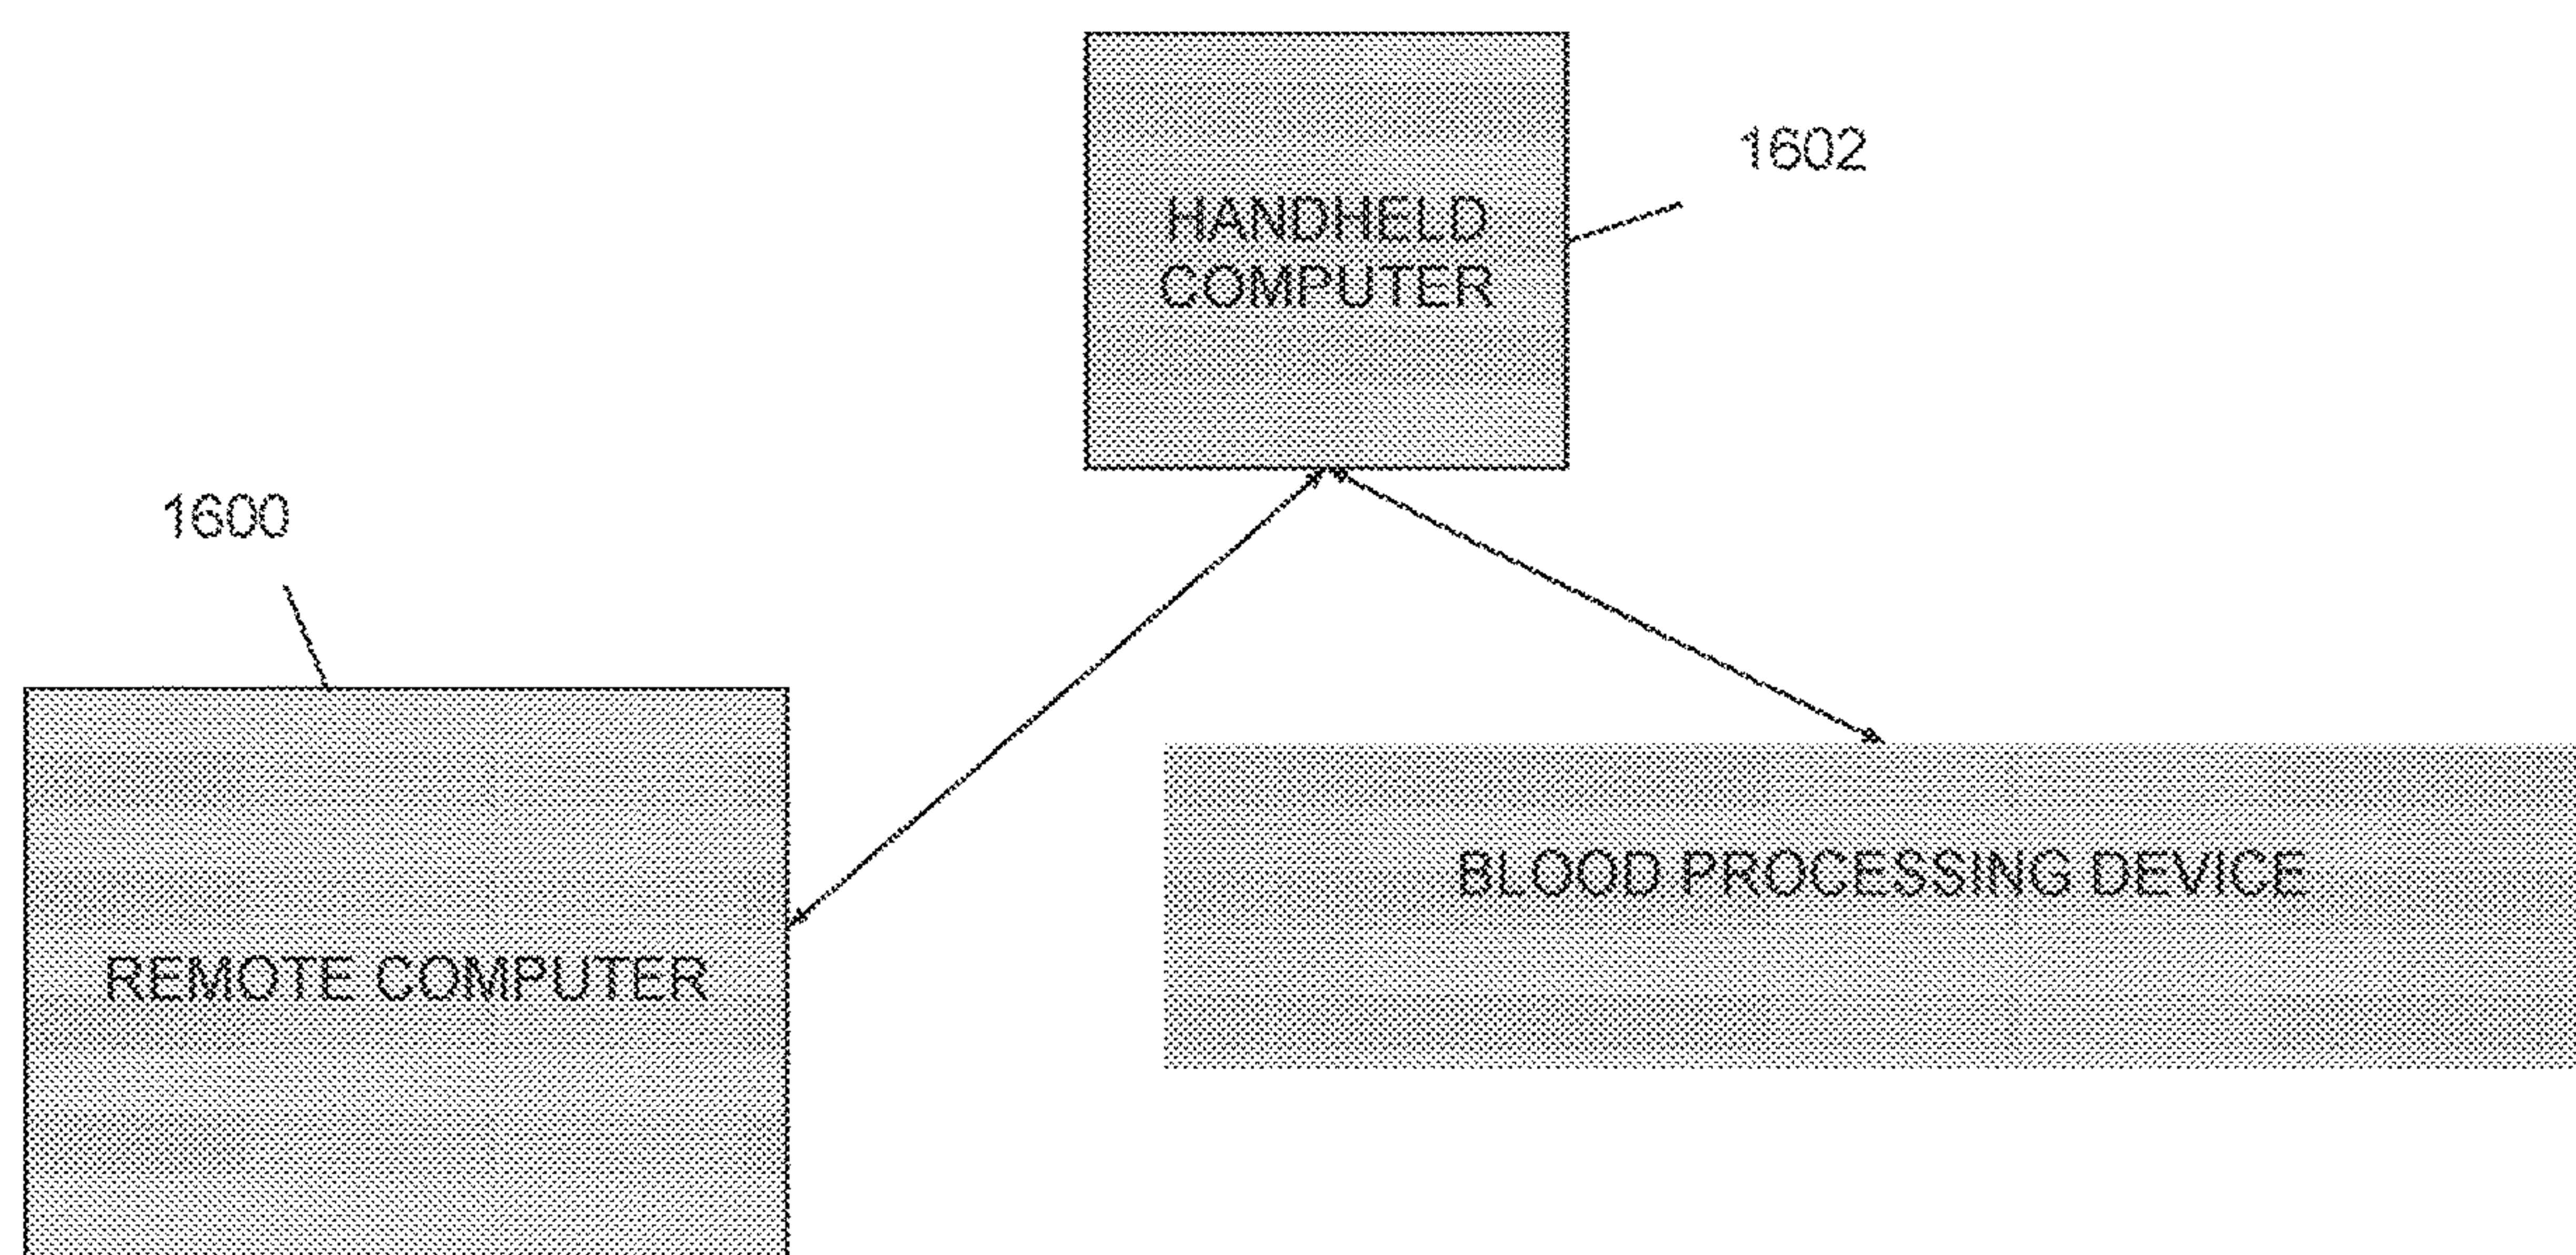 1602
HANDHELD
COMPUTER
1600
BLOOD PROCESSING DEVICE
REMOTE COMPUTER